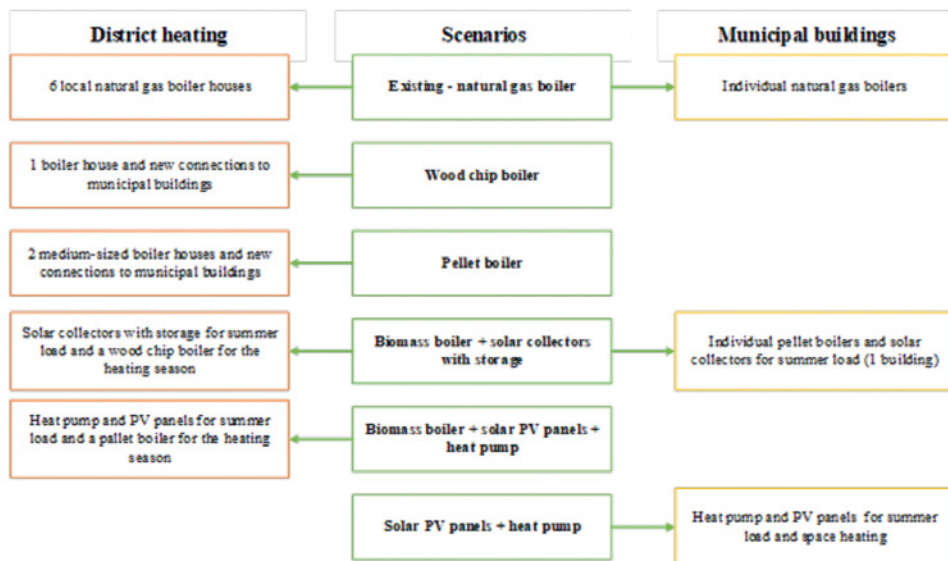 District heating
Scenarios
Municipal buildings
6 local natural gas boiler houses
Existing - natural gas boiler
Individual natural gas boilers
1 boiler house and new connections to
municipal buildings
Wood chip boiler
2 medium-sized boiler houses and new
connections to municipal buildings
Pellet boiler
Solar collectors with storage for summer
load and a wood chip boiler for the
heating season
Biomass boiler + solar collectors
with storage
Individual pellet boilers and solar
collectors for summer load (1 building)
Heat pump and PV panels for summer
load and a pallet boiler for the heating
season
Biomass boiler + solar PV panels +
heat pump
Solar PV panels + heat pump
Heat pump and PV panels for summer
load and space heating